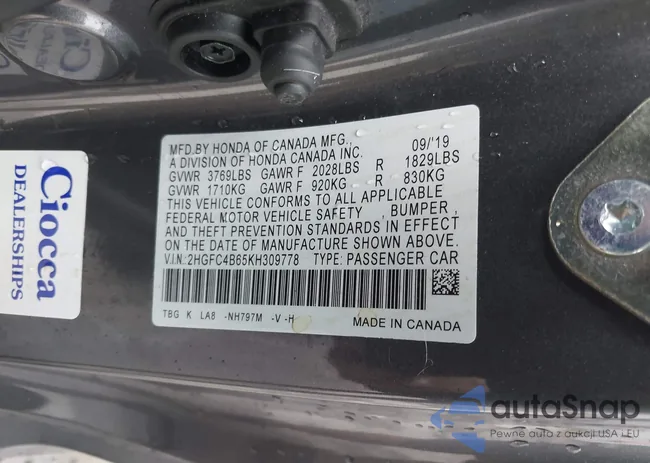 MFD.BY HONDA OF CANADA MFG.,
A DIVISION OF HONDA CANADA INC. 09/'19
GVWR 3769LBS GAWR F 2028LBS R 1829LBS
GVWR 1710KG GAWR F 920KG R 830KG
THIS VEHICLE CONFORMS TO ALL APPLICABLE
FEDERAL MOTOR VEHICLE SAFETY , BUMPER ,
AND THEFT PREVENTION STANDARDS IN EFFECT
ON THE DATE OF MANUFACTURE SHOWN ABOVE.
V.I.N.:2HGFC4B65KH309778 TYPE: PASSENGER CAR
TBG K LA8 -NH797M -V -H MADE IN CANADA
Ciocca
DEALERSHIPS
autoSnap
Pewne auta z aukcji USA i EU